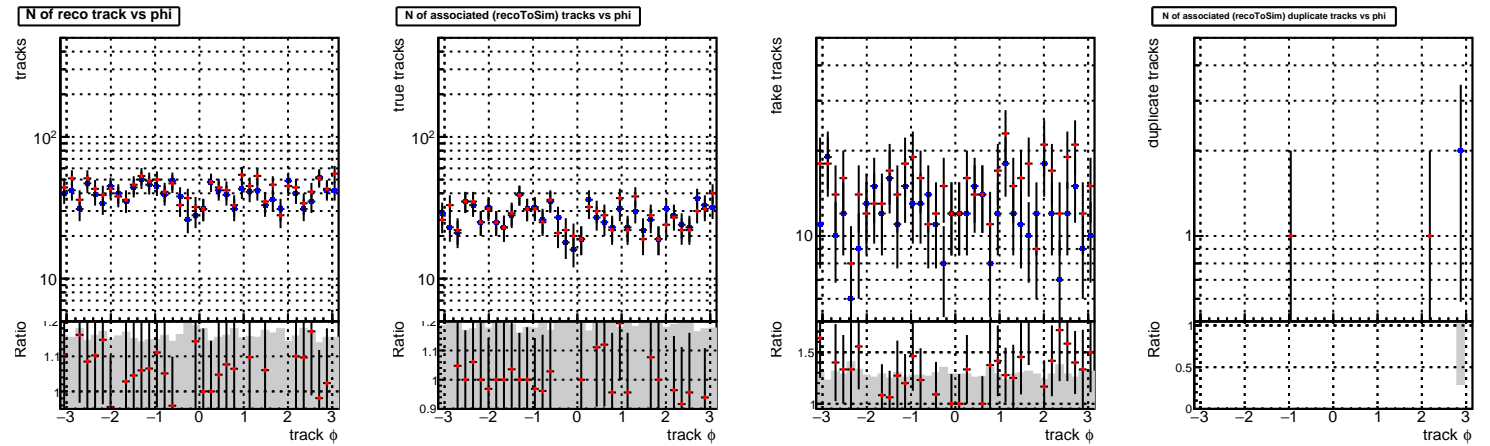 N of reco track vs phi
tracks
10²
10
Ratio
1.2
1.1
1
−3 −2 −1 0 1 2 3
track ϕ
N of associated (recoToSim) tracks vs phi
true tracks
10²
10
Ratio
1.2
1.1
1
0.9
−3 −2 −1 0 1 2 3
track ϕ
fake tracks
10
Ratio
1.5
1
−3 −2 −1 0 1 2 3
track ϕ
N of associated (recoToSim) duplicate tracks vs phi
duplicate tracks
1
Ratio
1
0.5
0
−3 −2 −1 0 1 2 3
track ϕ